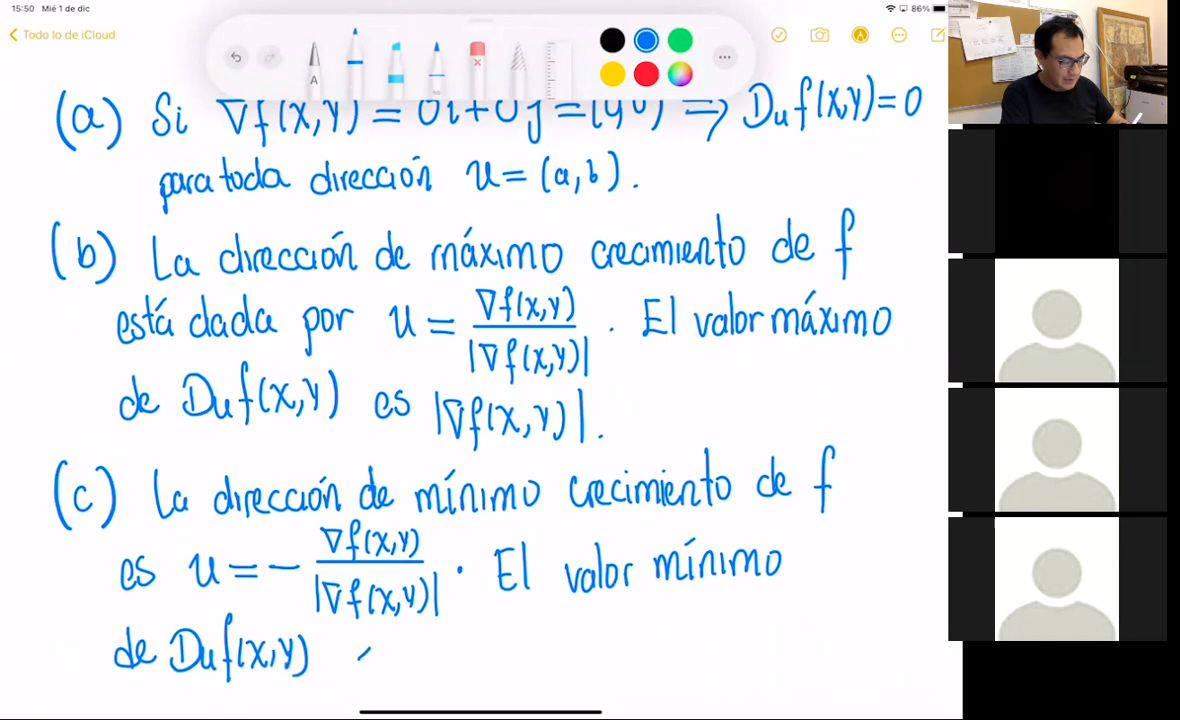 15:50 Mié 1 de dic
86%
Todo lo de iCloud
A
(a) Si ∇f(x,y) = 0i+0j = (0,0) ⇒ Duf(x,y)=0
para toda dirección u=(a,b).
(b) La dirección de máximo crecimiento de f
está dada por u = ∇f(x,y) / |∇f(x,y)| . El valor máximo
de Duf(x,y) es |∇f(x,y)|.
(c) La dirección de mínimo crecimiento de f
es u = - ∇f(x,y) / |∇f(x,y)| . El valor mínimo
de Duf(x,y)